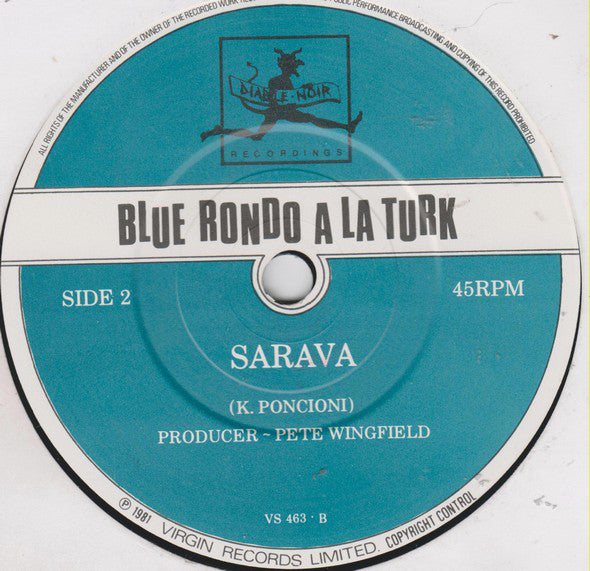 ALL RIGHTS OF THE MANUFACTURER AND OF THE OWNER OF THE RECORDED WORK
PUBLIC PERFORMANCE BROADCASTING AND COPYING OF THIS RECORD PROHIBITED
DIABLE·NOIR
RECORDINGS
BLUE RONDO A LA TURK
SIDE 2
45RPM
SARAVA
(K. PONCIONI)
PRODUCER ~ PETE WINGFIELD
VS 463 · B
℗ 1981 VIRGIN RECORDS LIMITED. COPYRIGHT CONTROL